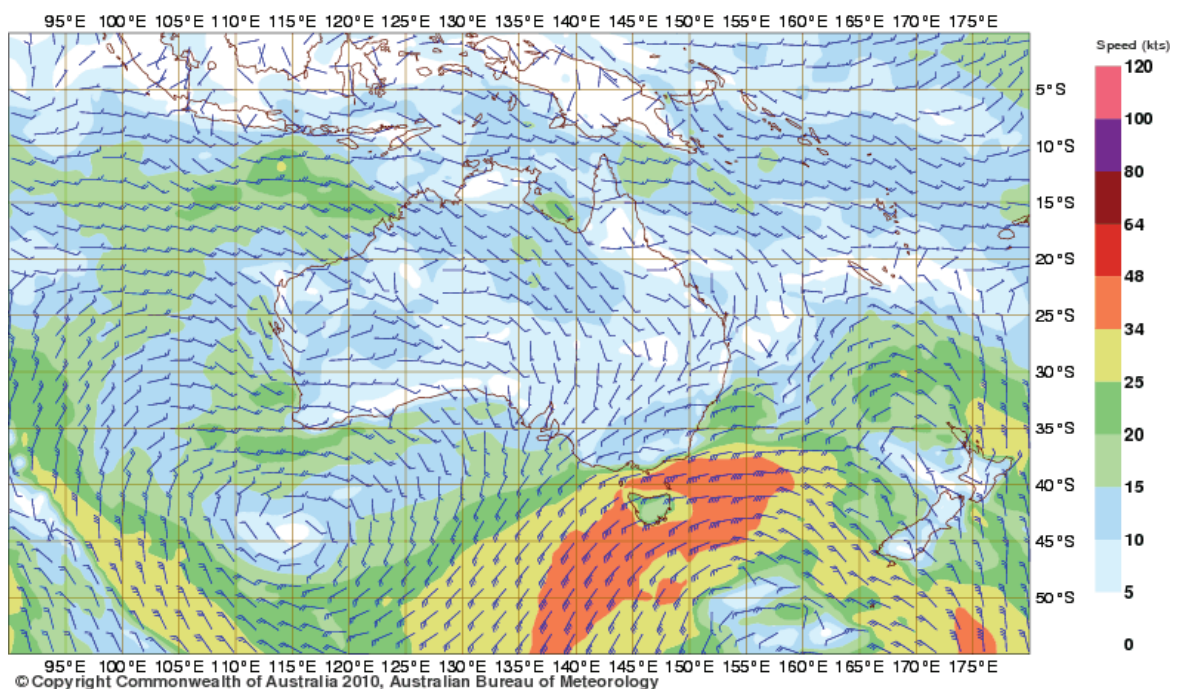 95°E 100°E 105°E 110°E 115°E 120°E 125°E 130°E 135°E 140°E 145°E 150°E 155°E 160°E 165°E 170°E 175°E
Speed (kts)
120
5°S
100
10°S
80
15°S
64
20°S
48
25°S
34
30°S
25
35°S
20
40°S
15
45°S
10
50°S
5
0
95°E 100°E 105°E 110°E 115°E 120°E 125°E 130°E 135°E 140°E 145°E 150°E 155°E 160°E 165°E 170°E 175°E
© Copyright Commonwealth of Australia 2010, Australian Bureau of Meteorology